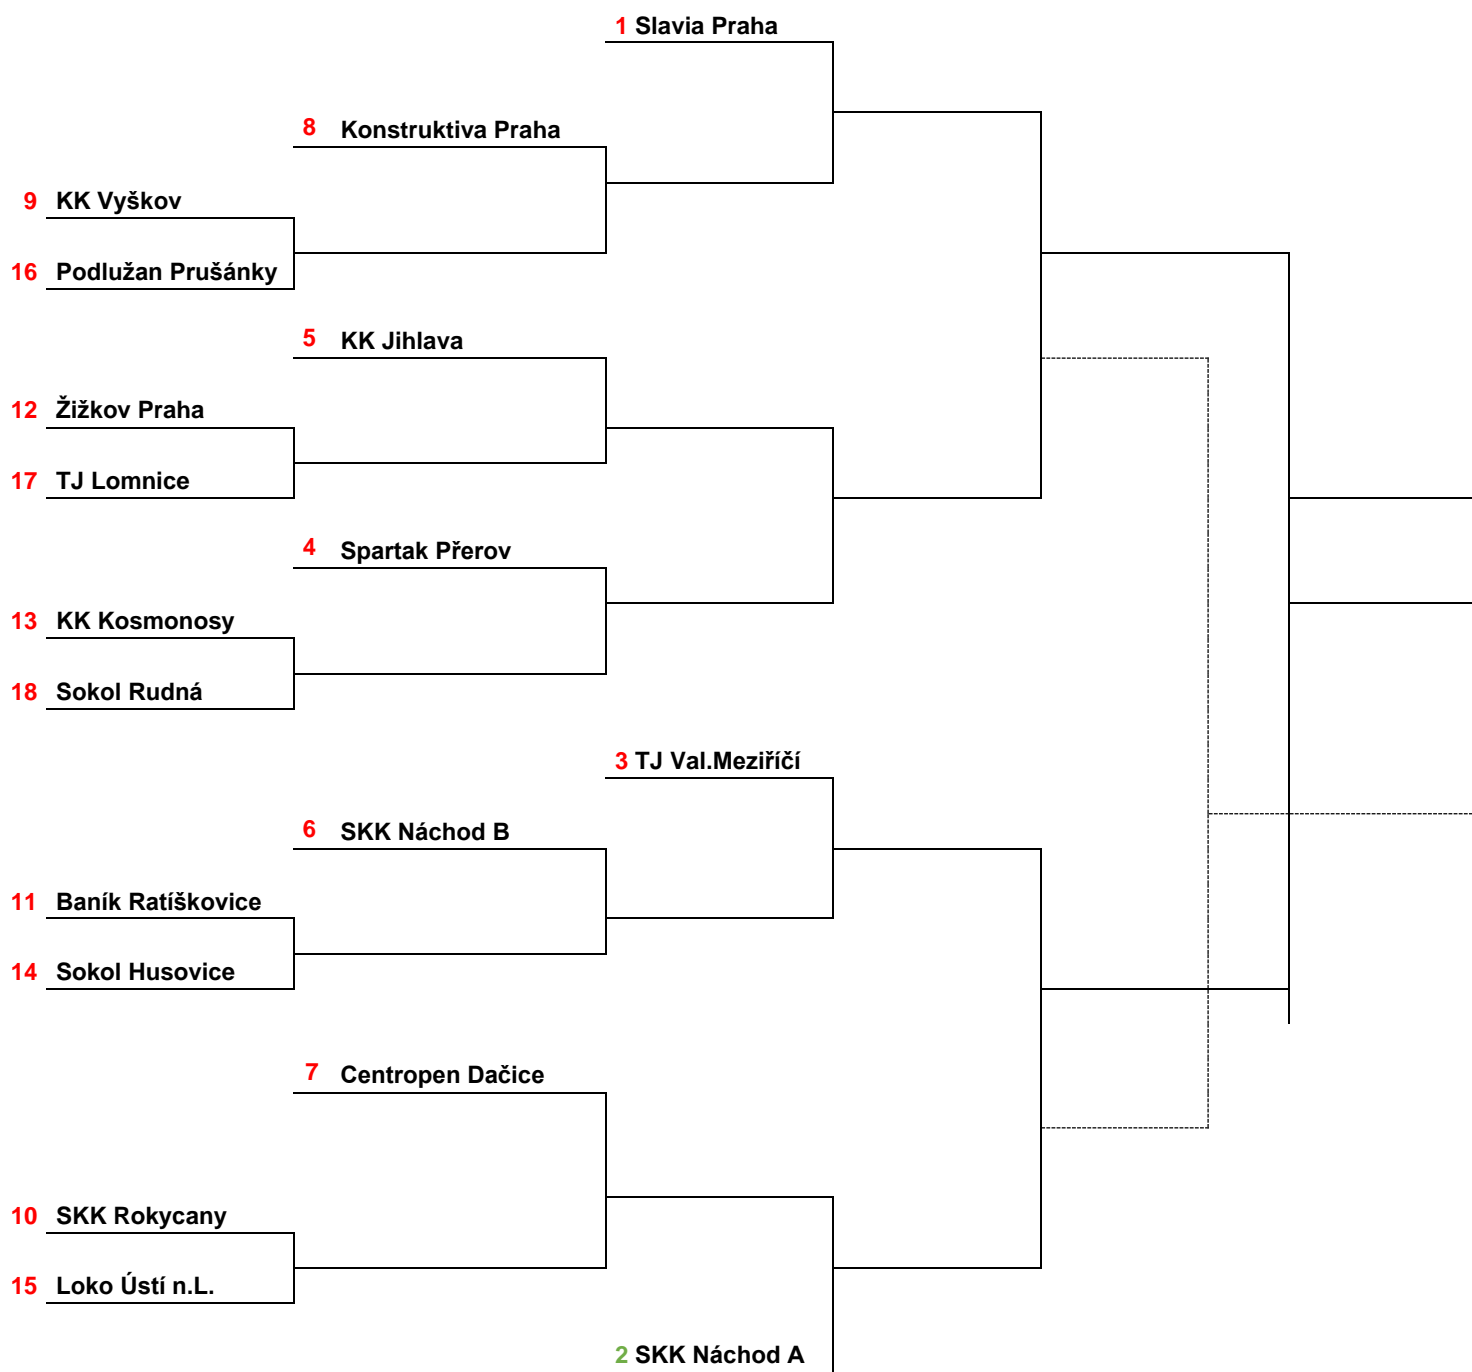 1 Slavia Praha
8 Konstruktiva Praha
9 KK Vyškov
16 Podlužan Prušánky
5 KK Jihlava
12 Žižkov Praha
17 TJ Lomnice
4 Spartak Přerov
13 KK Kosmonosy
18 Sokol Rudná
3 TJ Val.Meziříčí
6 SKK Náchod B
11 Baník Ratíškovice
14 Sokol Husovice
7 Centropen Dačice
10 SKK Rokycany
15 Loko Ústí n.L.
2 SKK Náchod A